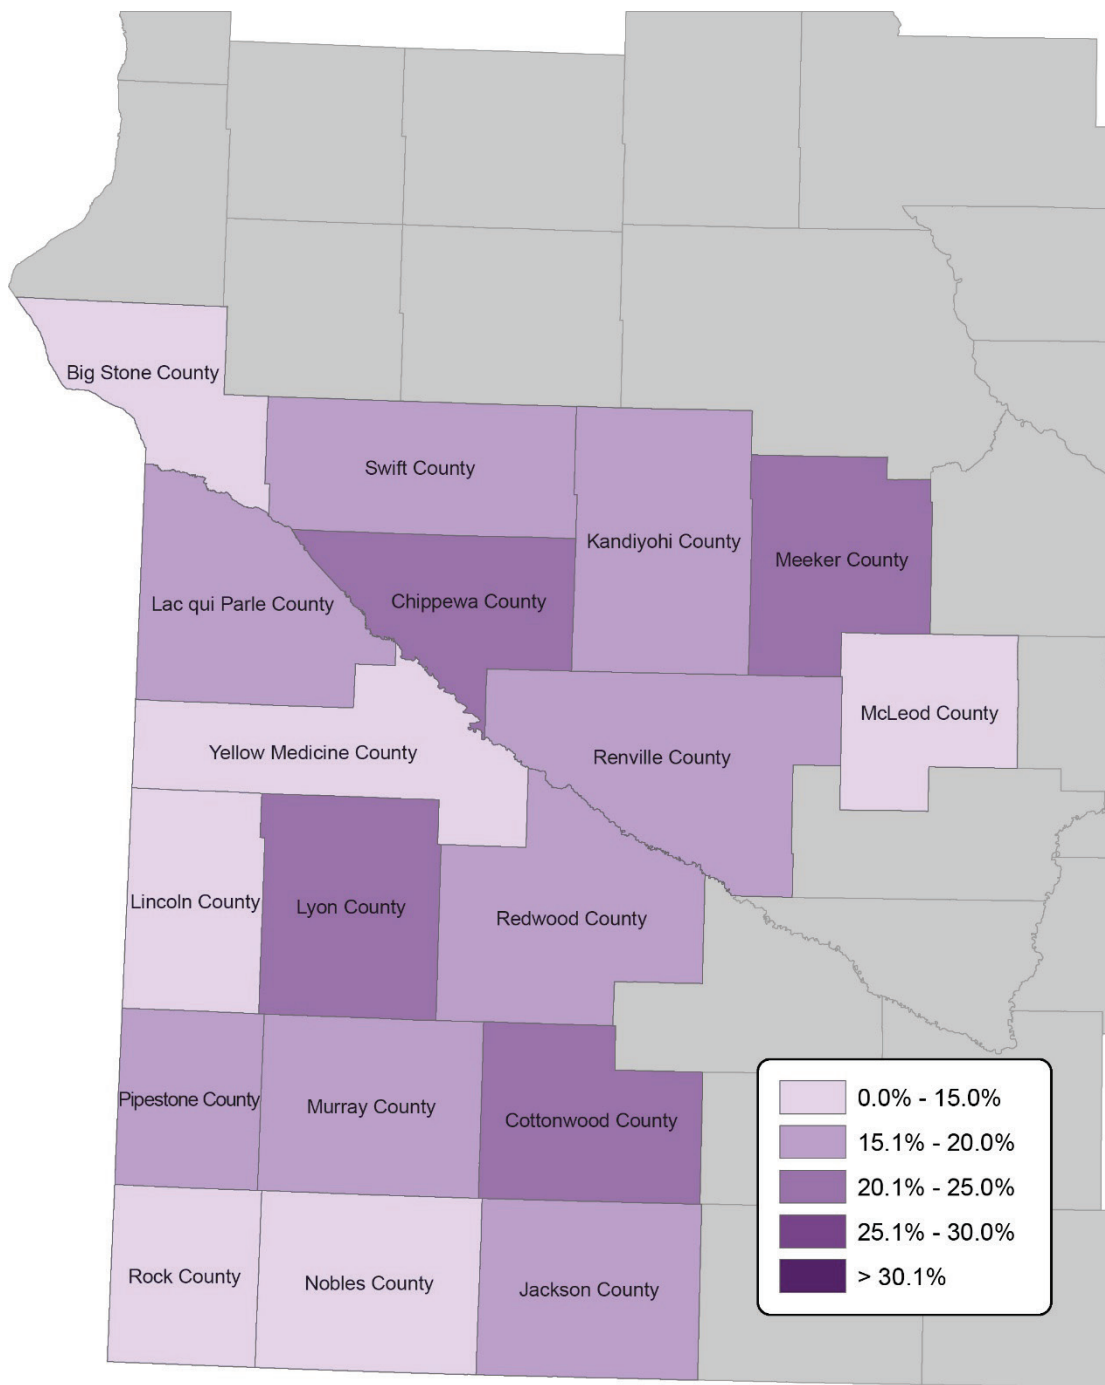 Big Stone County
Swift County
Kandiyohi County
Meeker County
Lac qui Parle County
Chippewa County
McLeod County
Yellow Medicine County
Renville County
Lincoln County
Lyon County
Redwood County
Pipestone County
Murray County
Cottonwood County
Rock County
Nobles County
Jackson County
0.0% - 15.0%
15.1% - 20.0%
20.1% - 25.0%
25.1% - 30.0%
> 30.1%